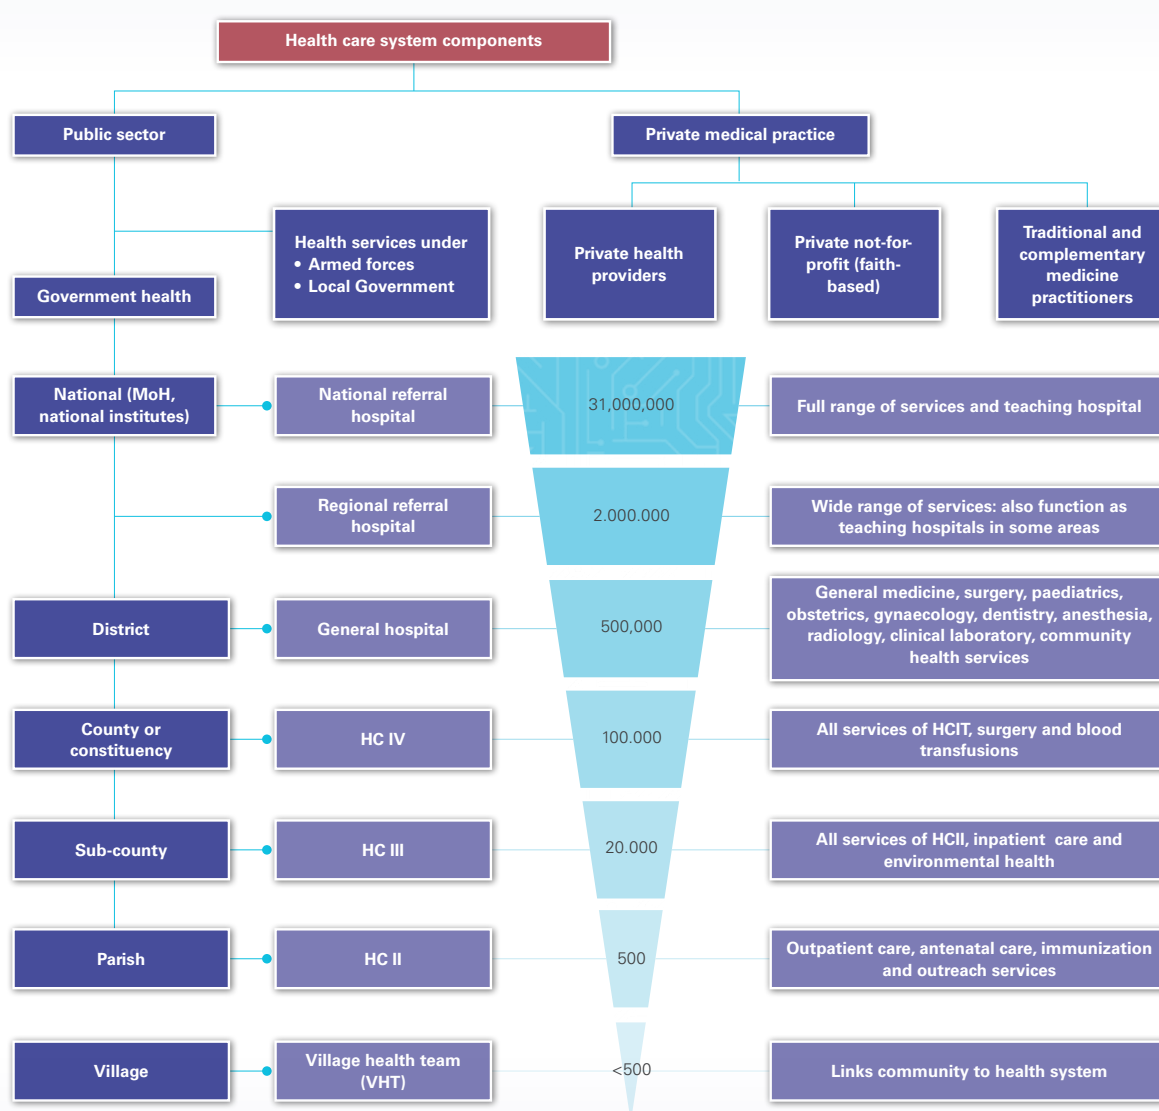 Health care system components
Public sector
Private medical practice
Health services under
• Armed forces
• Local Government
Private health
providers
Private not-for-
profit (faith-
based)
Traditional and
complementary
medicine
practitioners
Government health
National (MoH,
national institutes)
National referral
hospital
31,000,000
Full range of services and teaching hospital
Regional referral
hospital
2.000.000
Wide range of services: also function as
teaching hospitals in some areas
District
General hospital
500,000
General medicine, surgery, paediatrics,
obstetrics, gynaecology, dentistry, anesthesia,
radiology, clinical laboratory, community
health services
County or
constituency
HC IV
100.000
All services of HCIT, surgery and blood
transfusions
Sub-county
HC III
20.000
All services of HCII, inpatient care and
environmental health
Parish
HC II
500
Outpatient care, antenatal care, immunization
and outreach services
Village
Village health team
(VHT)
<500
Links community to health system